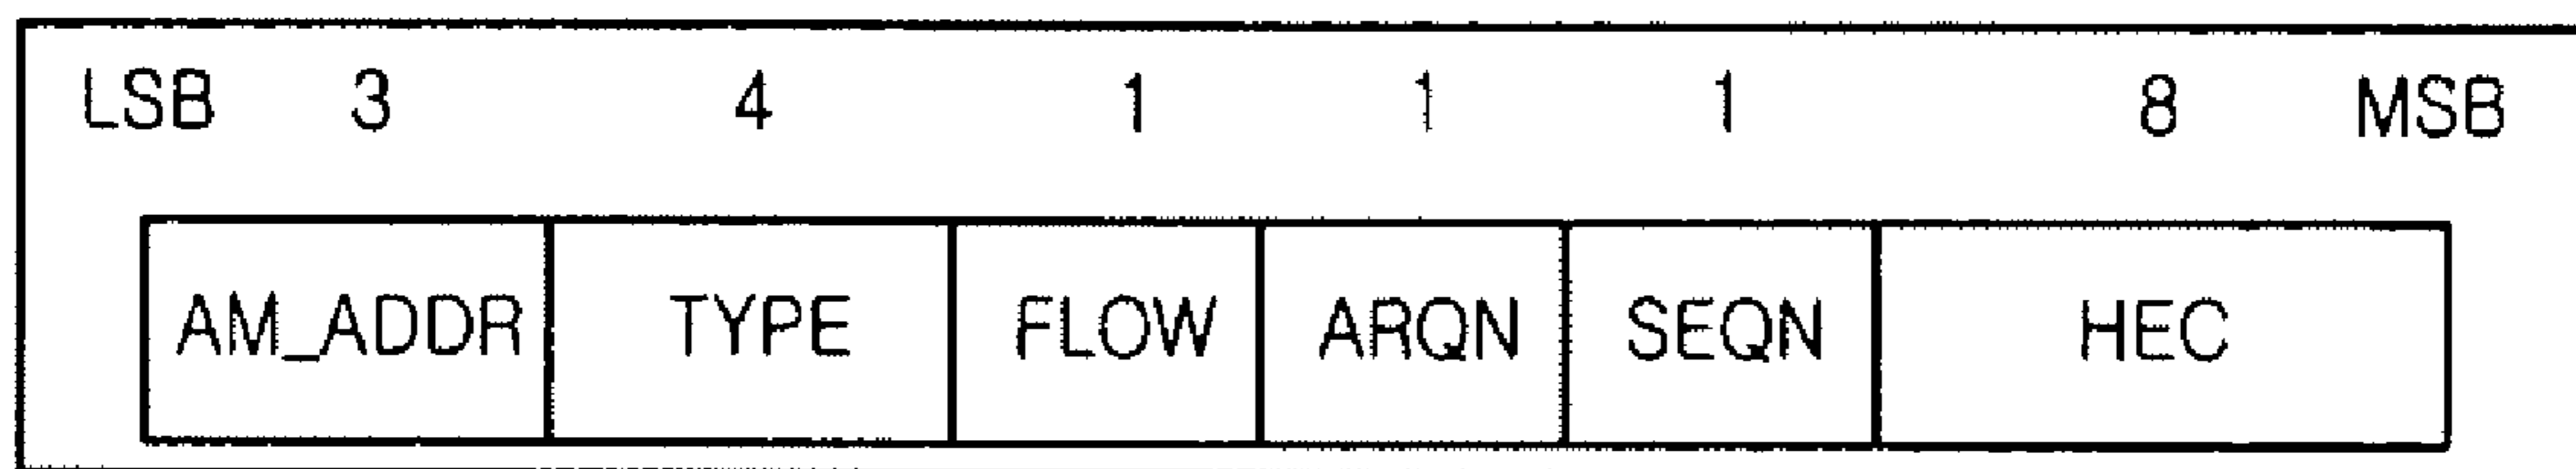 LSB 3 4 1 1 1 8 MSB
AM_ADDR TYPE FLOW ARQN SEQN HEC